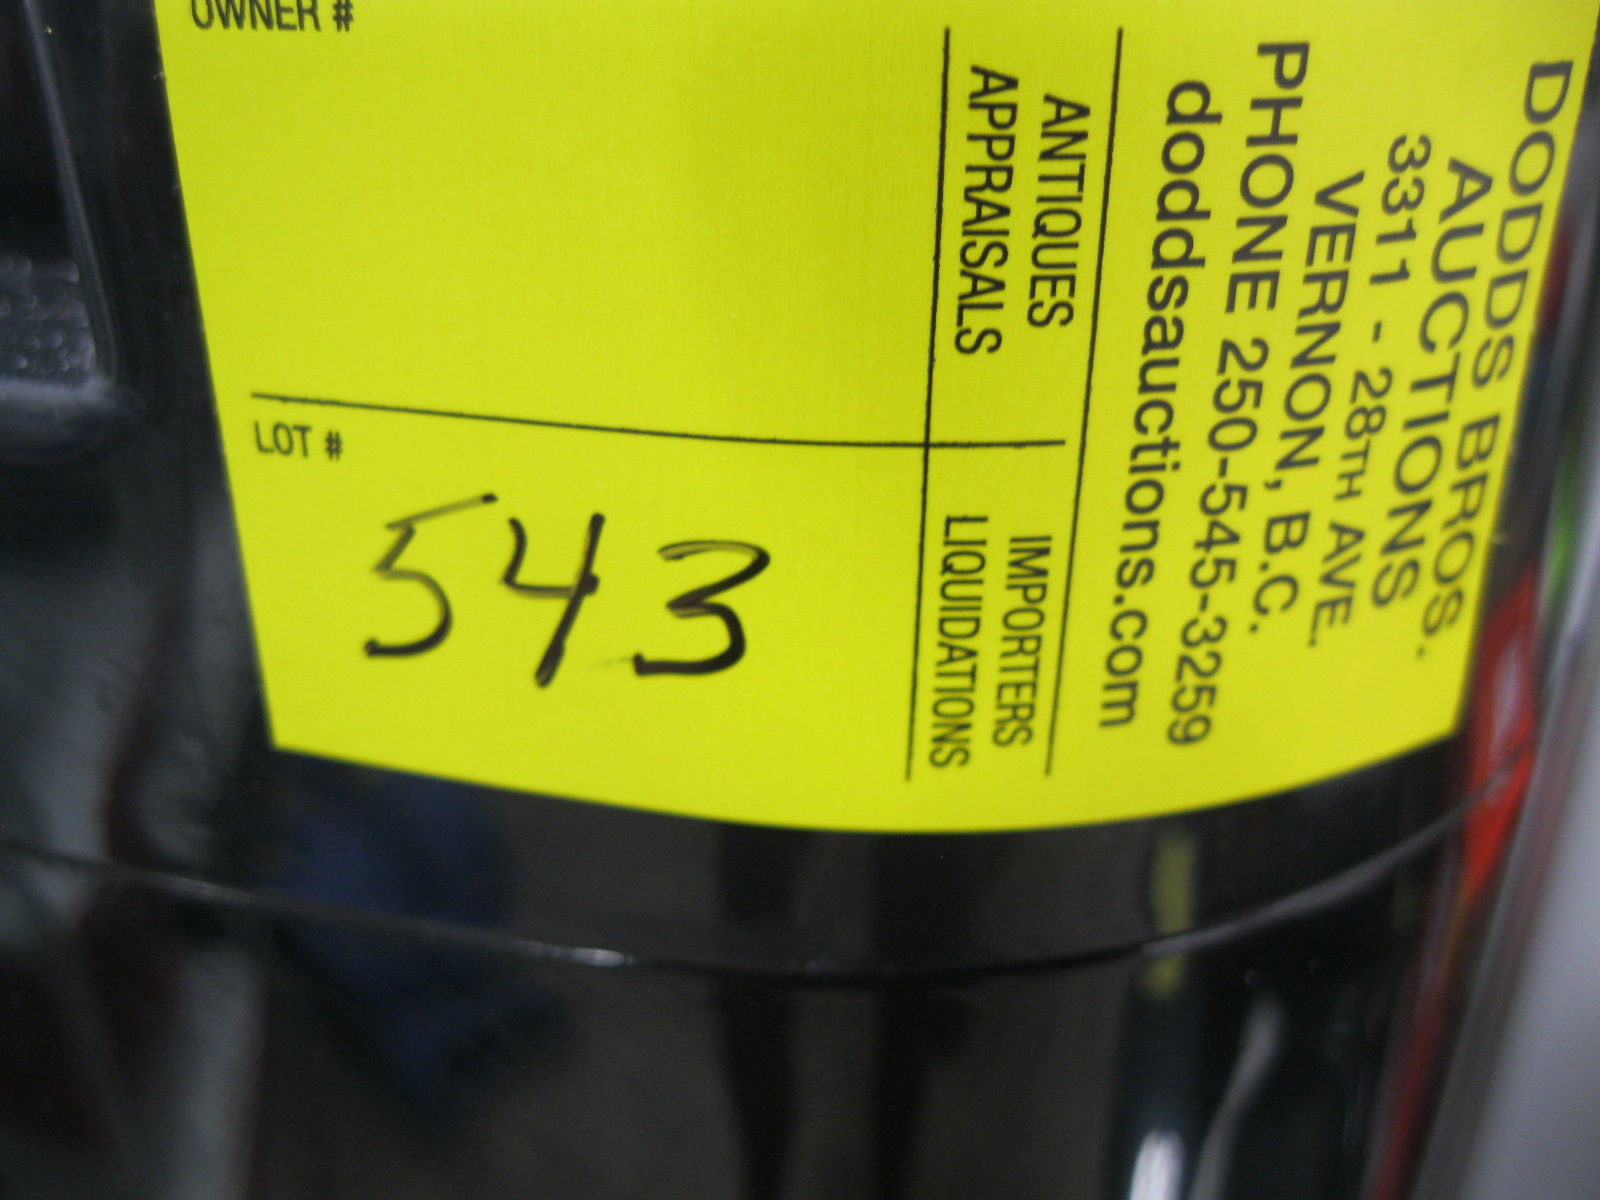 DODDS BROS.
AUCTIONS
3311 - 28TH AVE.
VERNON, B.C.
PHONE 250-545-3259
doddsauctions.com
ANTIQUES
APPRAISALS
IMPORTERS
LIQUIDATIONS
OWNER #
LOT #
543